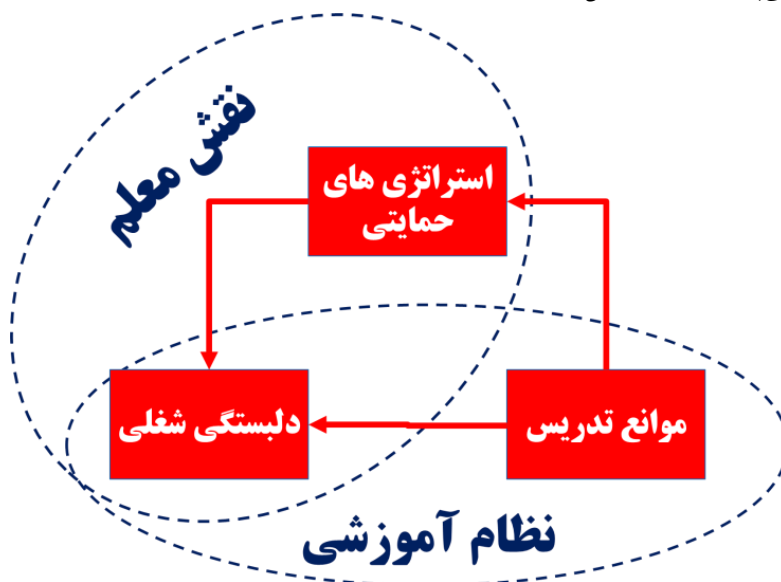 نقش معلم
استراتژی های
حمایتی
دلبستگی شغلی
موانع تدریس
نظام آموزشی